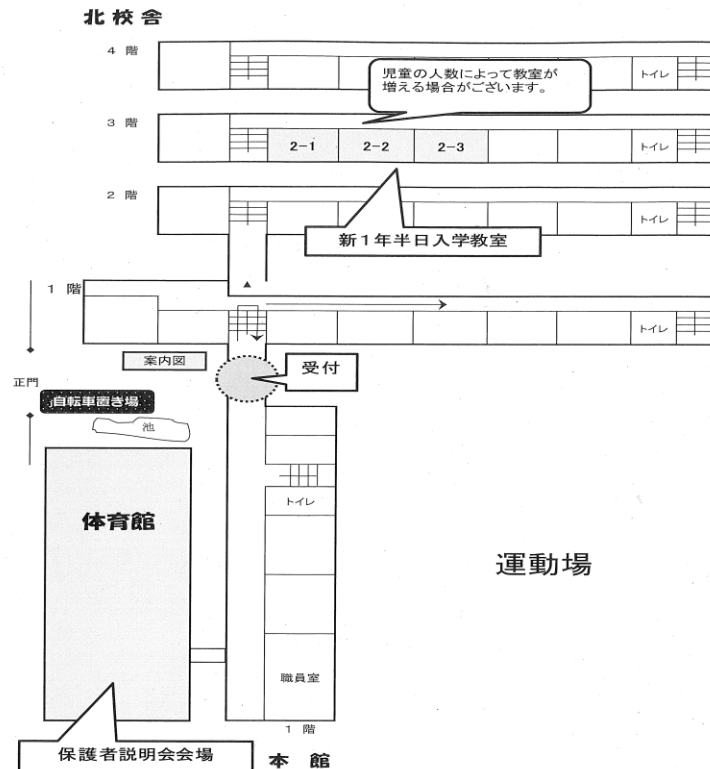 北校舎
4 階
トイレ
児童の人数によって教室が
増える場合がございます。
3 階
2-1
2-2
2-3
トイレ
2 階
トイレ
新1年半日入学教室
1 階
トイレ
案内図
受付
正門
自転車置き場
池
トイレ
体育館
運動場
職員室
1 階
保護者説明会会場
本 館